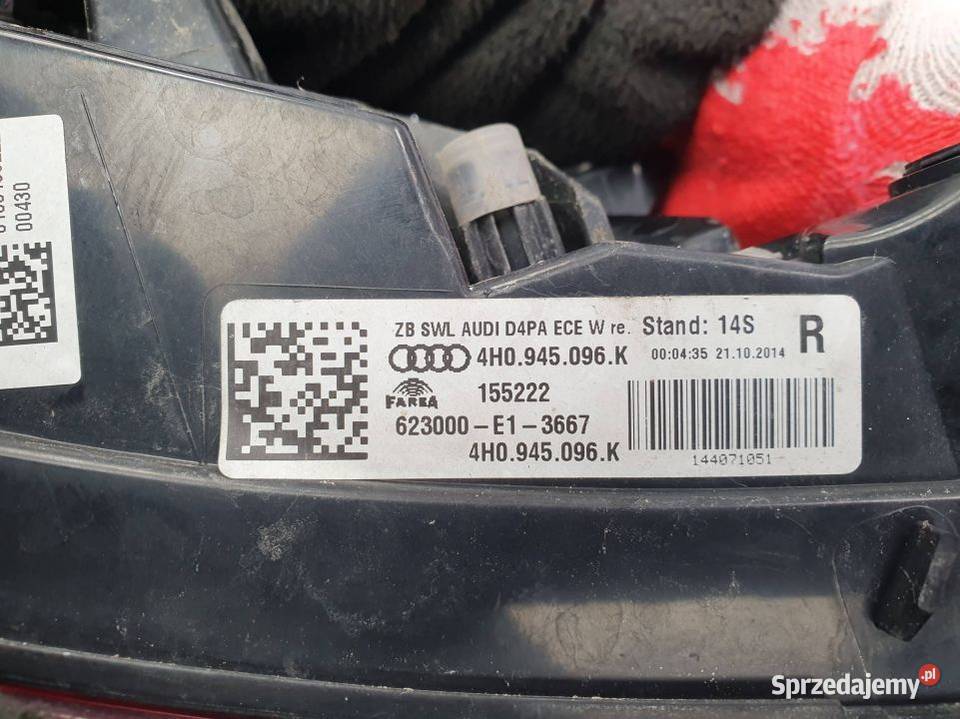 00430
ZB SWL AUDI D4PA ECE W re. Stand: 14S R
4H0.945.096.K 00:04:35 21.10.2014
FAREA 155222
623000-E1-3667
4H0.945.096.K
144071051
Sprzedajemy.pl